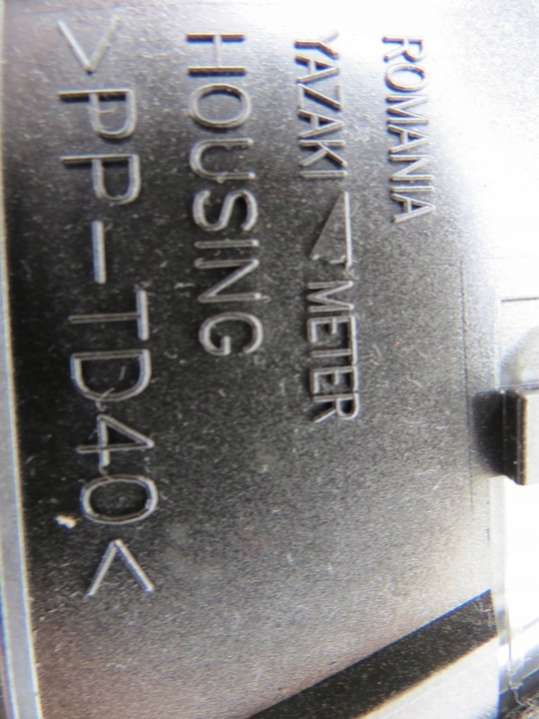 ROMANIA
YAZAKI METER
HOUSING
>PP-TD40<